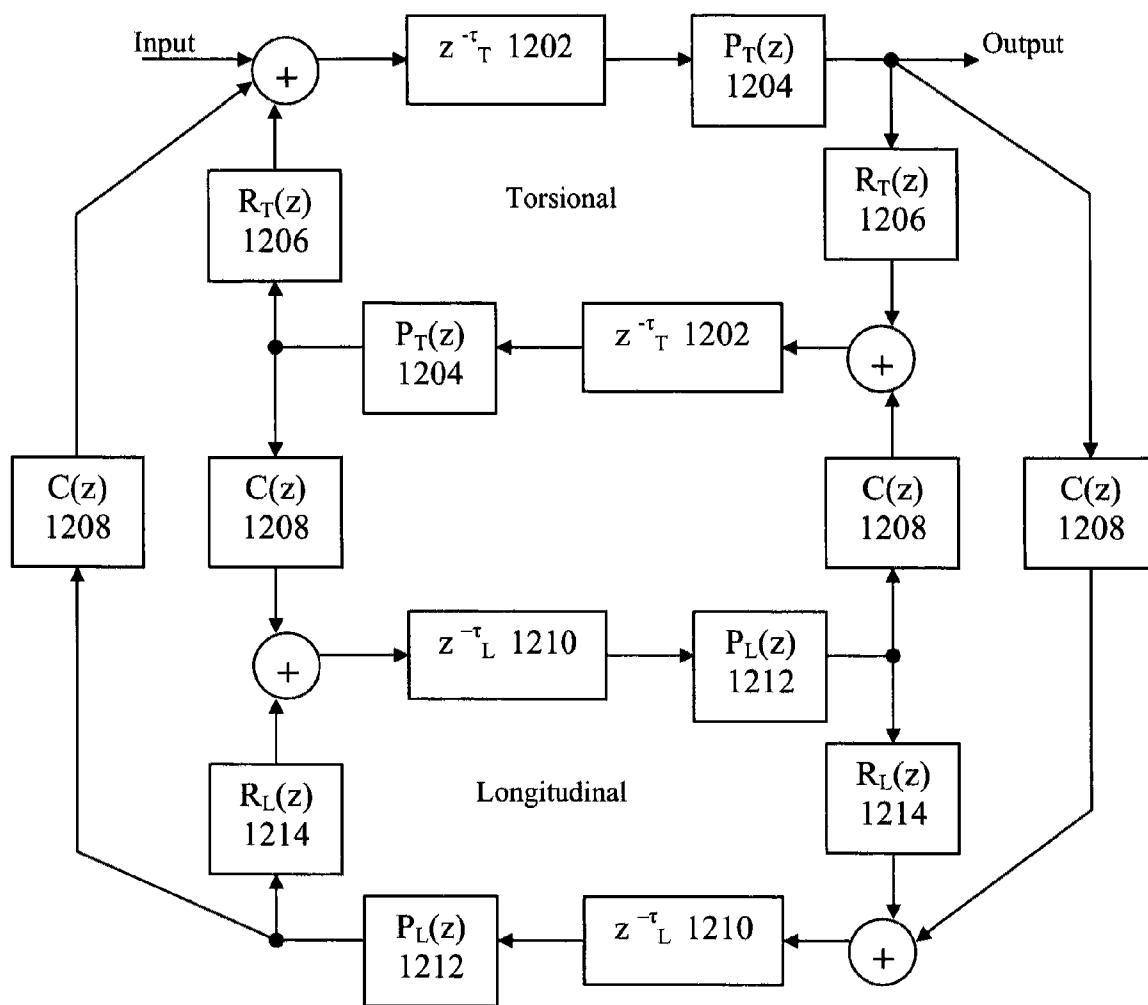 Input
+
z⁻τ_T 1202
P_T(z)
1204
Output
R_T(z)
1206
Torsional
R_T(z)
1206
P_T(z)
1204
z⁻τ_T 1202
+
C(z)
1208
C(z)
1208
C(z)
1208
C(z)
1208
+
z⁻τ_L 1210
P_L(z)
1212
R_L(z)
1214
Longitudinal
R_L(z)
1214
P_L(z)
1212
z⁻τ_L 1210
+